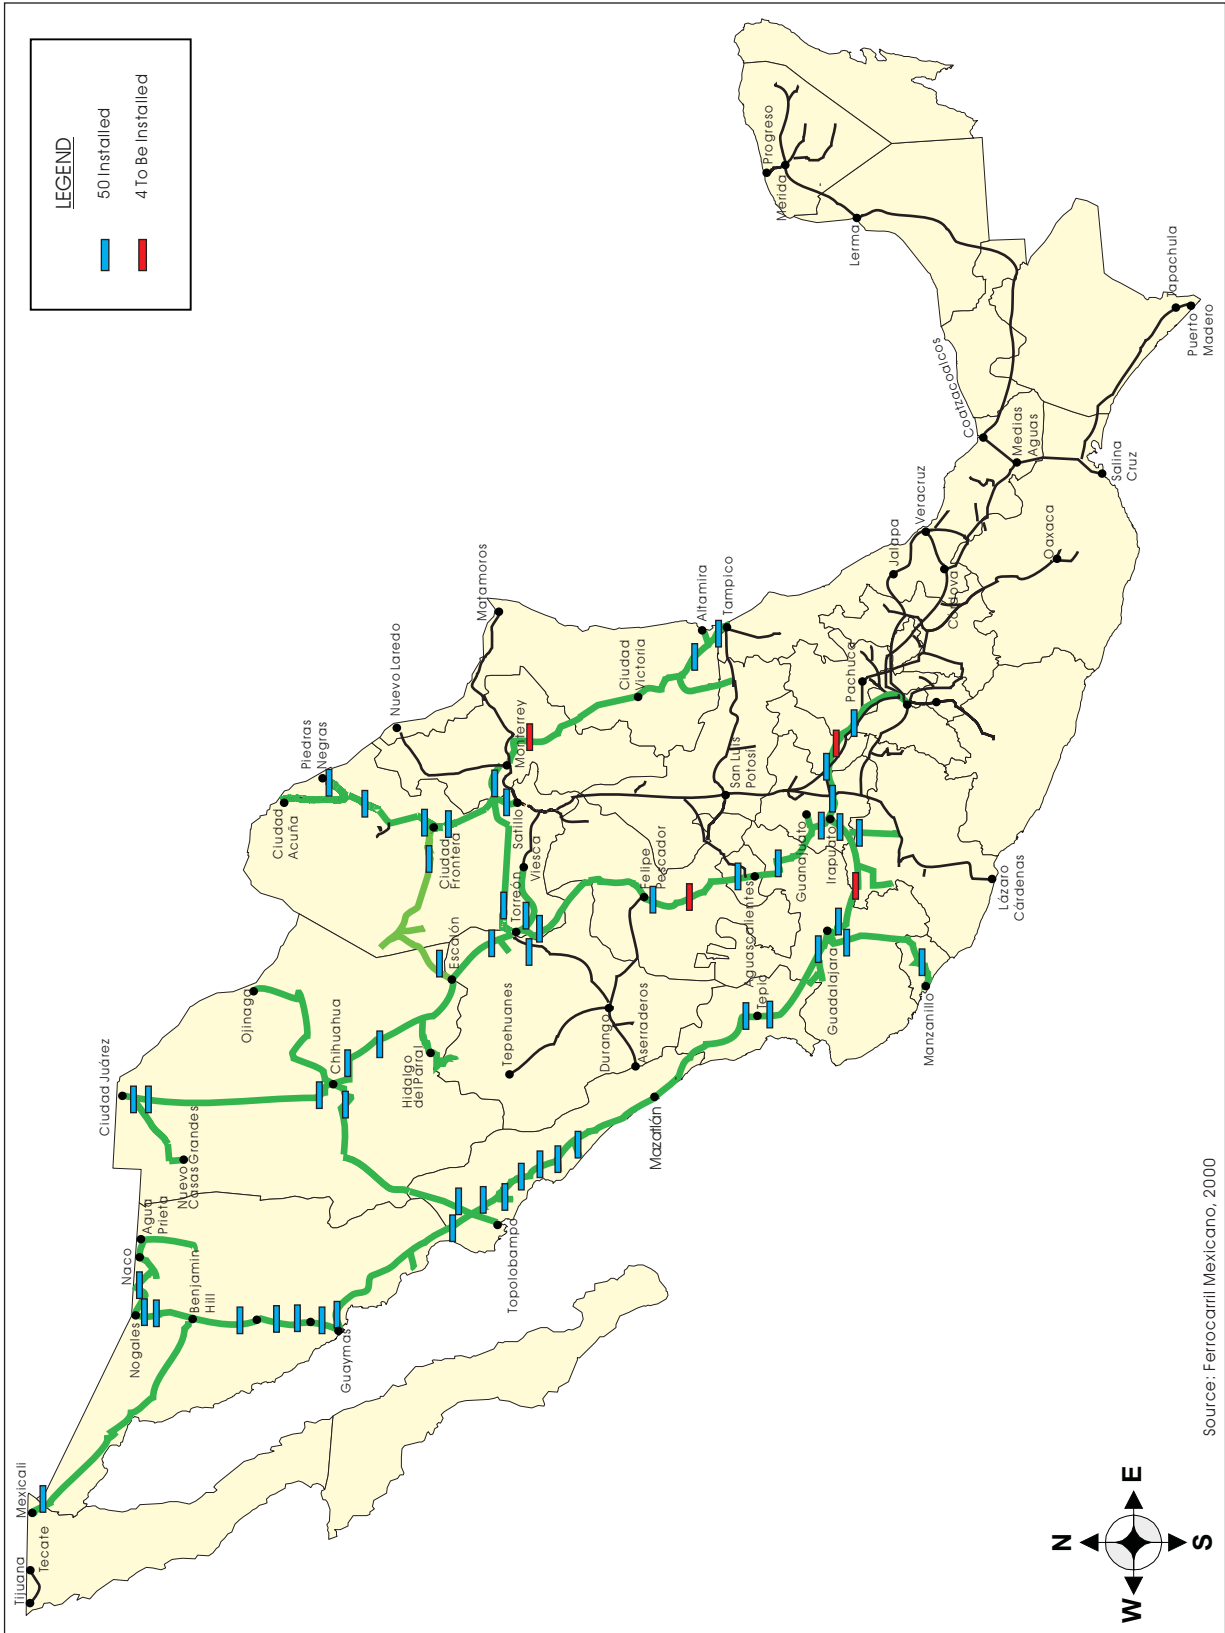 LEGEND
50 Installed
4 To Be Installed
Tijuana
Tecate
Mexicali
Nogales
Naco
Agua
Prieta
Benjamin
Hill
Guaymas
Nuevo
Casas Grandes
Ciudad Juárez
Ojinaga
Chihuahua
Topolobampo
Hidalgo
del Parral
Escalón
Ciudad
Acuña
Piedras
Negras
Ciudad
Frontera
Nuevo Laredo
Monterrey
Matamoros
Satillo
Viesca
Torreón
Tepehuanes
Durango
Aserraderos
Mazatlán
Felipe
Pescador
Ciudad
Victoria
Altamira
Tampico
San Luis
Potosí
Aguascalientes
Tepic
Guadalajara
Manzanillo
Guanajuato
Irapuato
Lázaro
Cárdenas
Pachuca
Jalapa
Veracruz
Córdova
Oaxaca
Coatzacoalcos
Medias
Aguas
Salina
Cruz
Lerma
Mérida
Progreso
Tapachula
Puerto
Madero
N
W
E
S
Source: Ferrocarril Mexicano, 2000